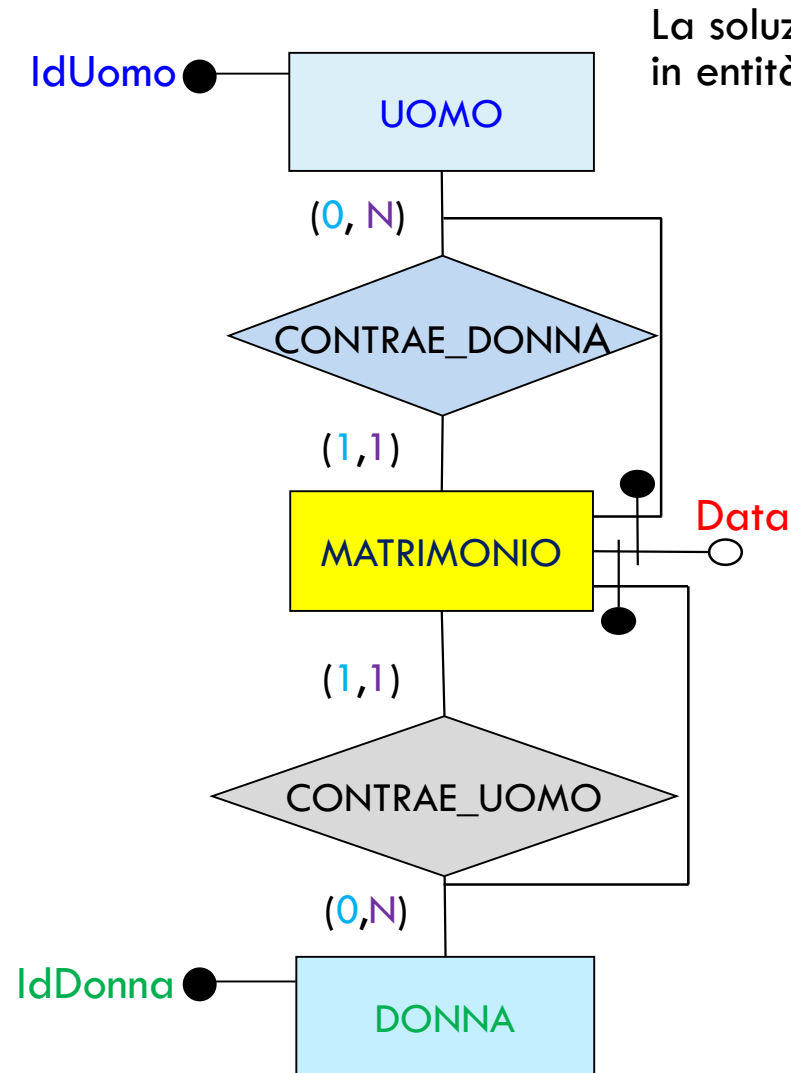 La soluz
in entità
IdUomo
UOMO
(0, N)
CONTRAE_DONNA
(1,1)
MATRIMONIO
Data
(1,1)
CONTRAE_UOMO
(0,N)
IdDonna
DONNA